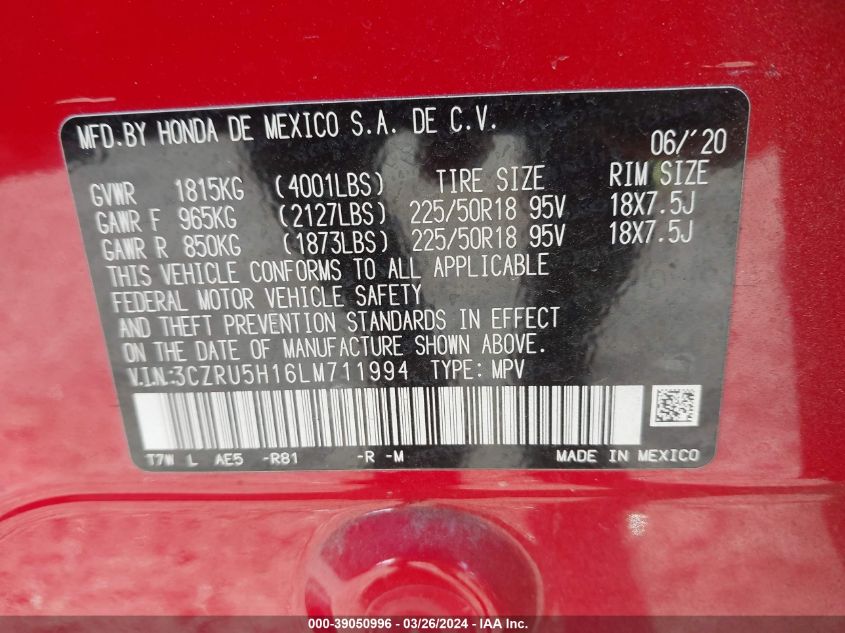 MFD.BY HONDA DE MEXICO S.A. DE C.V.
06/'20
GVWR 1815KG (4001LBS) TIRE SIZE RIM SIZE
GAWR F 965KG (2127LBS) 225/50R18 95V 18X7.5J
GAWR R 850KG (1873LBS) 225/50R18 95V 18X7.5J
THIS VEHICLE CONFORMS TO ALL APPLICABLE
FEDERAL MOTOR VEHICLE SAFETY
AND THEFT PREVENTION STANDARDS IN EFFECT
ON THE DATE OF MANUFACTURE SHOWN ABOVE.
V.I.N.:3CZRU5H16LM711994 TYPE: MPV
T7W L AE5 -R81 -R -M MADE IN MEXICO
000-39050996 - 03/26/2024 - IAA Inc.